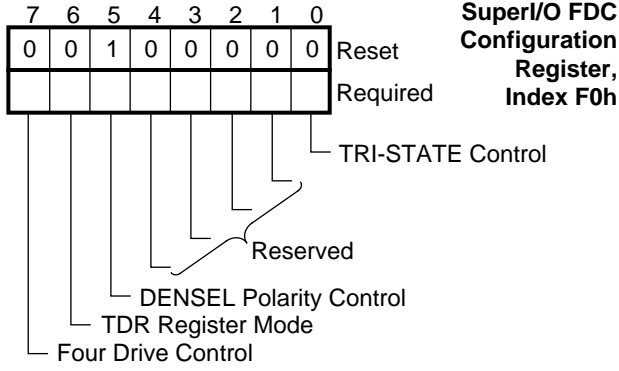 7 6 5 4 3 2 1 0
0 0 1 0 0 0 0 0 Reset
Required
SuperI/O FDC
Configuration
Register,
Index F0h
TRI-STATE Control
Reserved
DENSEL Polarity Control
TDR Register Mode
Four Drive Control